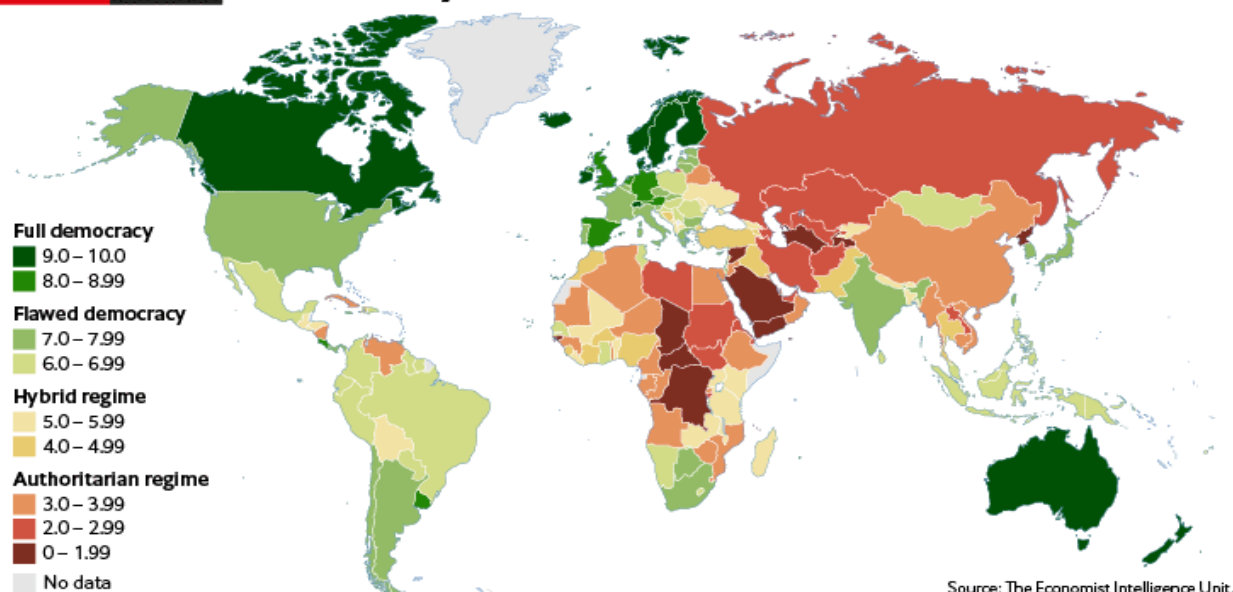 Full democracy
9.0 – 10.0
8.0 – 8.99
Flawed democracy
7.0 – 7.99
6.0 – 6.99
Hybrid regime
5.0 – 5.99
4.0 – 4.99
Authoritarian regime
3.0 – 3.99
2.0 – 2.99
0 – 1.99
No data
Source: The Economist Intelligence Unit.